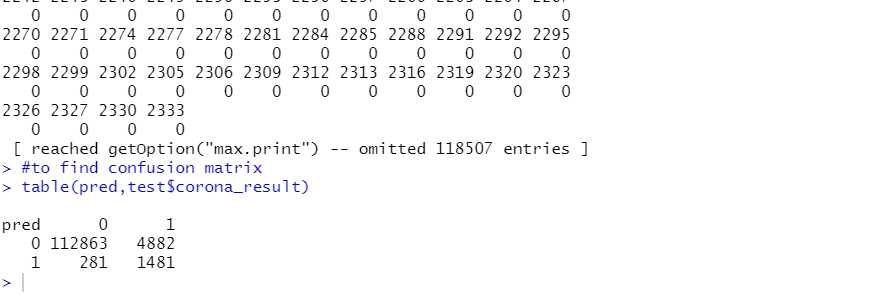 0 0 0 0 0 0 0 0 0 0 0 0
2270 2271 2274 2277 2278 2281 2284 2285 2288 2291 2292 2295
0 0 0 0 0 0 0 0 0 0 0 0
2298 2299 2302 2305 2306 2309 2312 2313 2316 2319 2320 2323
0 0 0 0 0 0 0 0 0 0 0 0
2326 2327 2330 2333
0 0 0 0
[ reached getOption("max.print") -- omitted 118507 entries ]
> #to find confusion matrix
> table(pred,test$corona_result)
pred 0 1
0 112863 4882
1 281 1481
>